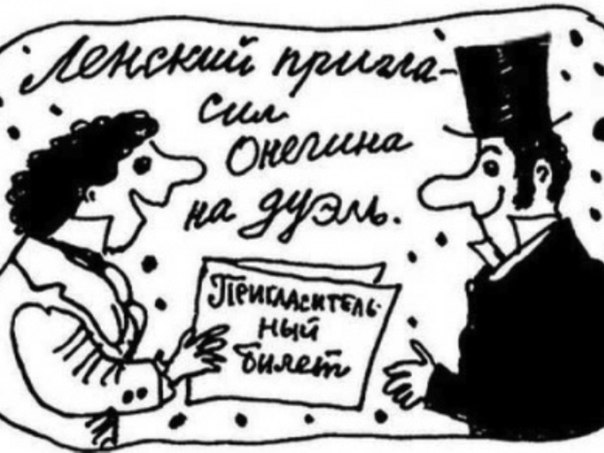 Ленский пригла-
сил
Онегина
на дуэль.
Пригласитель-
ный
билет